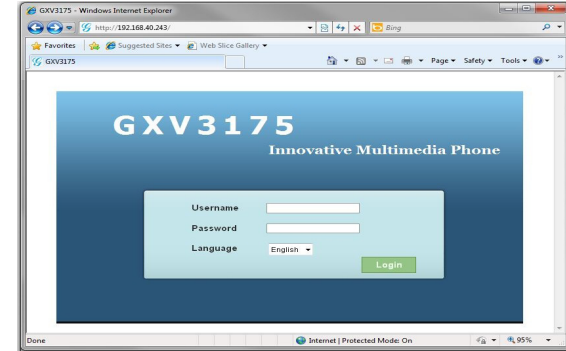 GXV3175 - Windows Internet Explorer
http://192.168.40.243/
Bing
Favorites Suggested Sites Web Slice Gallery
GXV3175
Page Safety Tools
GXV3175
Innovative Multimedia Phone
Username
Password
Language English
Login
Done Internet | Protected Mode: On 95%